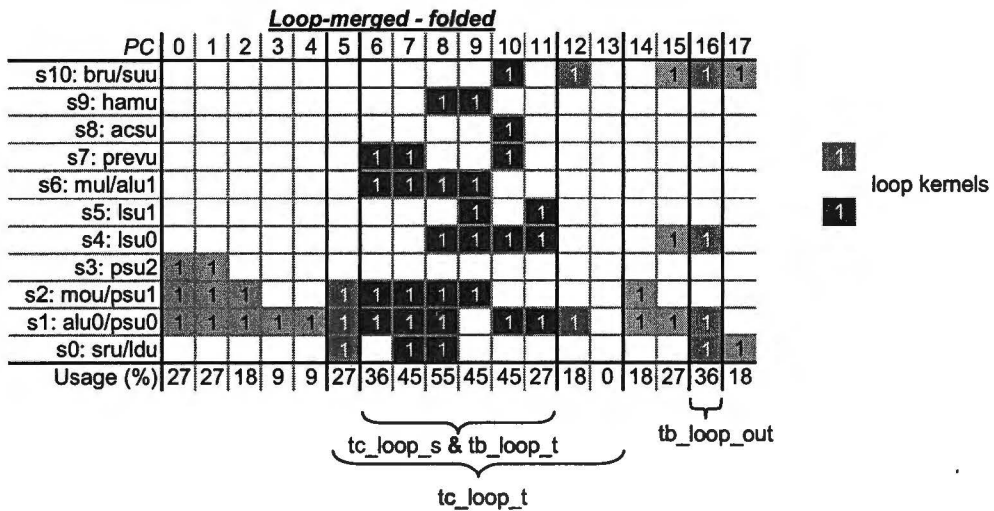 Loop-merged - folded
PC 0 1 2 3 4 5 6 7 8 9 10 11 12 13 14 15 16 17
s10: bru/suu 1 1 1 1 1
s9: hamu 1 1
s8: acsu 1
s7: prevu 1 1 1
s6: mul/alu1 1 1 1 1
s5: lsu1 1 1
s4: lsu0 1 1 1 1 1 1
s3: psu2 1 1
s2: mou/psu1 1 1 1 1 1 1 1 1 1
s1: alu0/psu0 1 1 1 1 1 1 1 1 1 1 1 1 1 1 1
s0: sru/ldu 1 1 1 1 1
Usage (%) 27 27 18 9 9 27 36 45 55 45 45 27 18 0 18 27 36 18
1
loop kernels
1
tc_loop_s & tb_loop_t
tb_loop_out
tc_loop_t